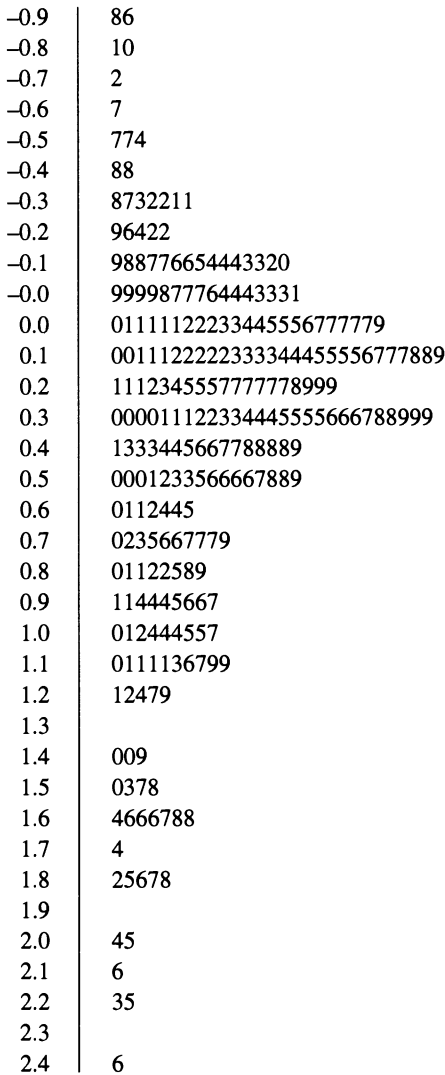 –0.9 | 86
–0.8 | 10
–0.7 | 2
–0.6 | 7
–0.5 | 774
–0.4 | 88
–0.3 | 8732211
–0.2 | 96422
–0.1 | 988776654443320
–0.0 | 9999877764443331
0.0 | 01111122233445556777779
0.1 | 001112222233334445555677889
0.2 | 1112345557777778999
0.3 | 00001112233444555566678899​9
0.4 | 1333445667788889
0.5 | 0001233566667889
0.6 | 0112445
0.7 | 0235667779
0.8 | 01122589
0.9 | 114445667
1.0 | 012444557
1.1 | 0111136799
1.2 | 12479
1.3 |
1.4 | 009
1.5 | 0378
1.6 | 4666788
1.7 | 4
1.8 | 25678
1.9 |
2.0 | 45
2.1 | 6
2.2 | 35
2.3 |
2.4 | 6